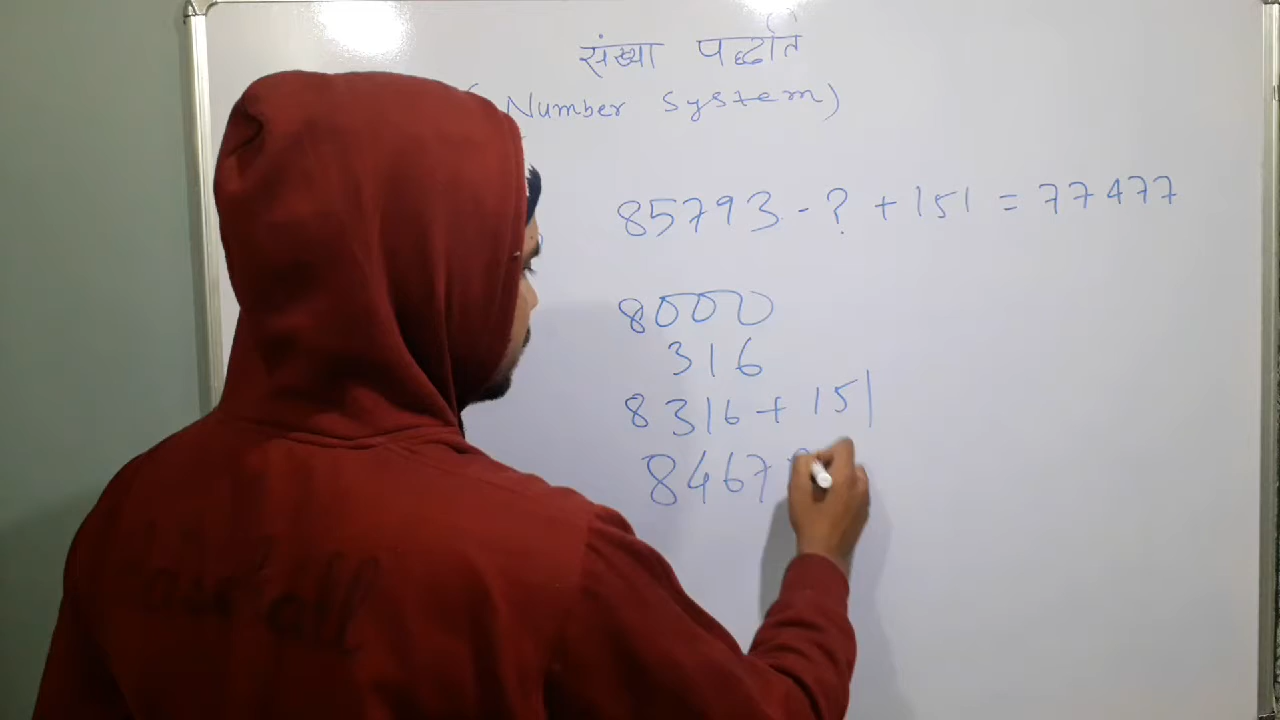 संख्या पद्धति
( Number System)
85793 - ? + 151 = 77477
8000
316
8316 + 151
8467